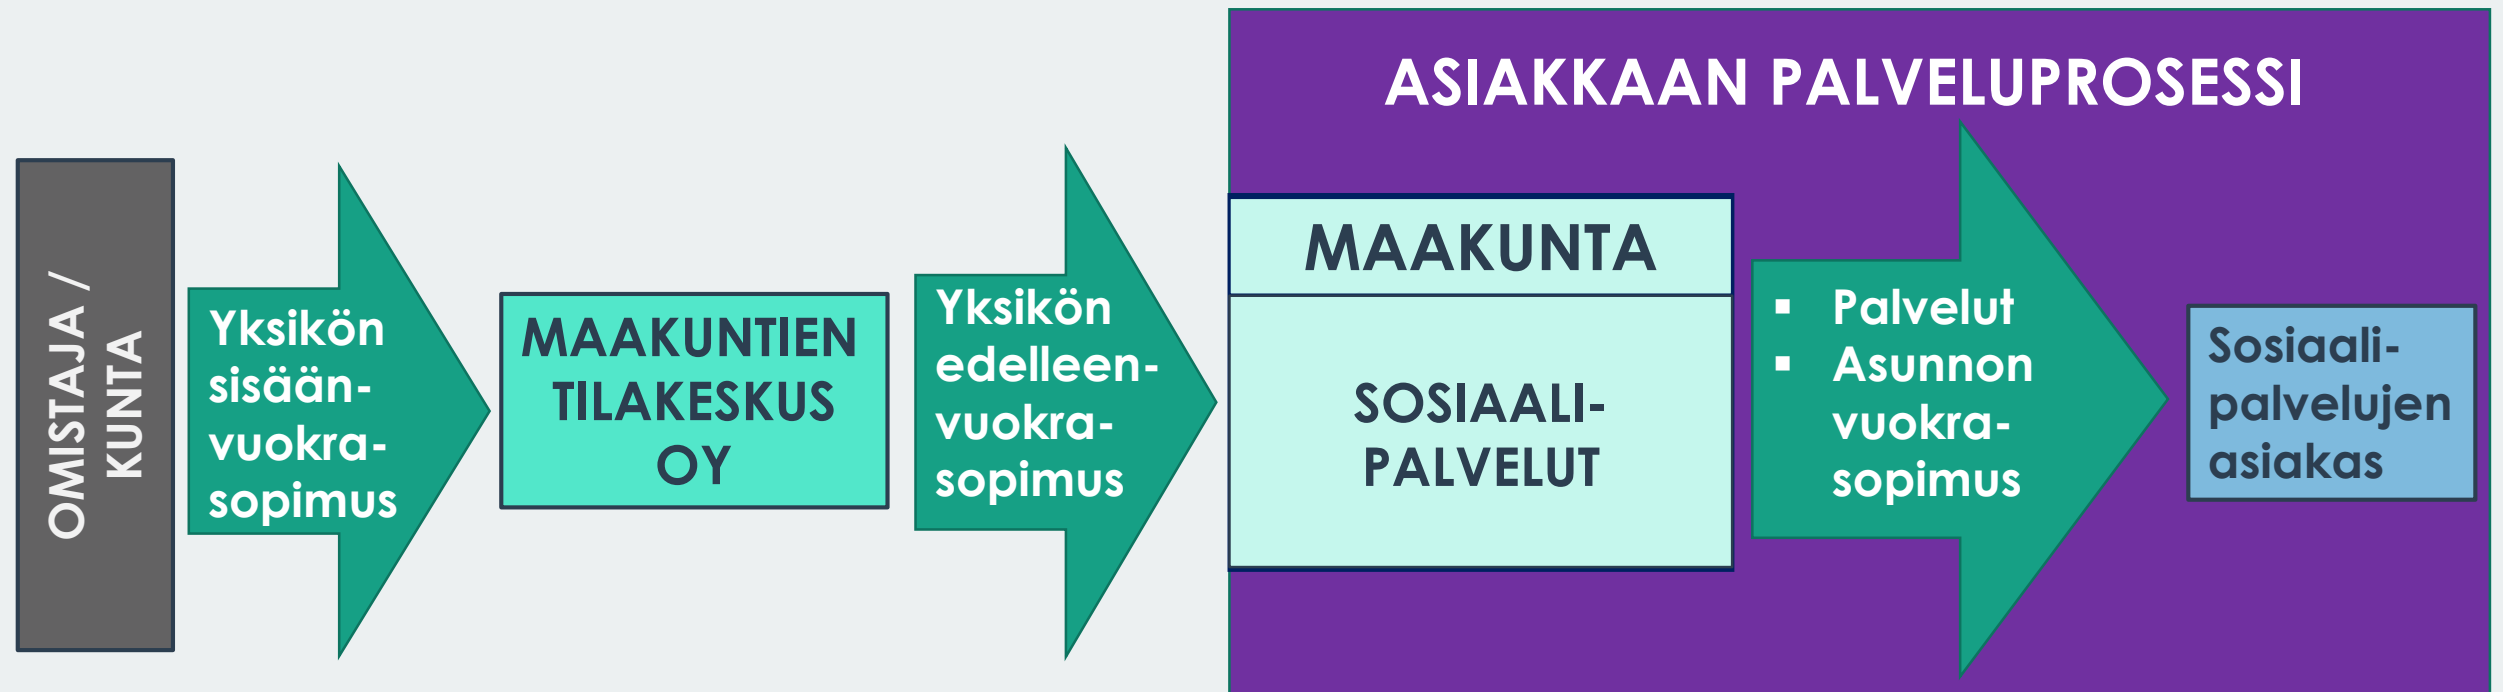 ASIAKKAAN PALVELUPROSESSI
OMISTAJA /
KUNTA
Yksikön
sisään-
vuokra-
sopimus
MAAKUNTIEN
TILAKESKUS
OY
Yksikön
edelleen-
vuokra-
sopimus
MAAKUNTA
SOSIAALI-
PALVELUT
▪ Palvelut
▪ Asunnon
vuokra-
sopimus
Sosiaali-
palvelujen
asiakas